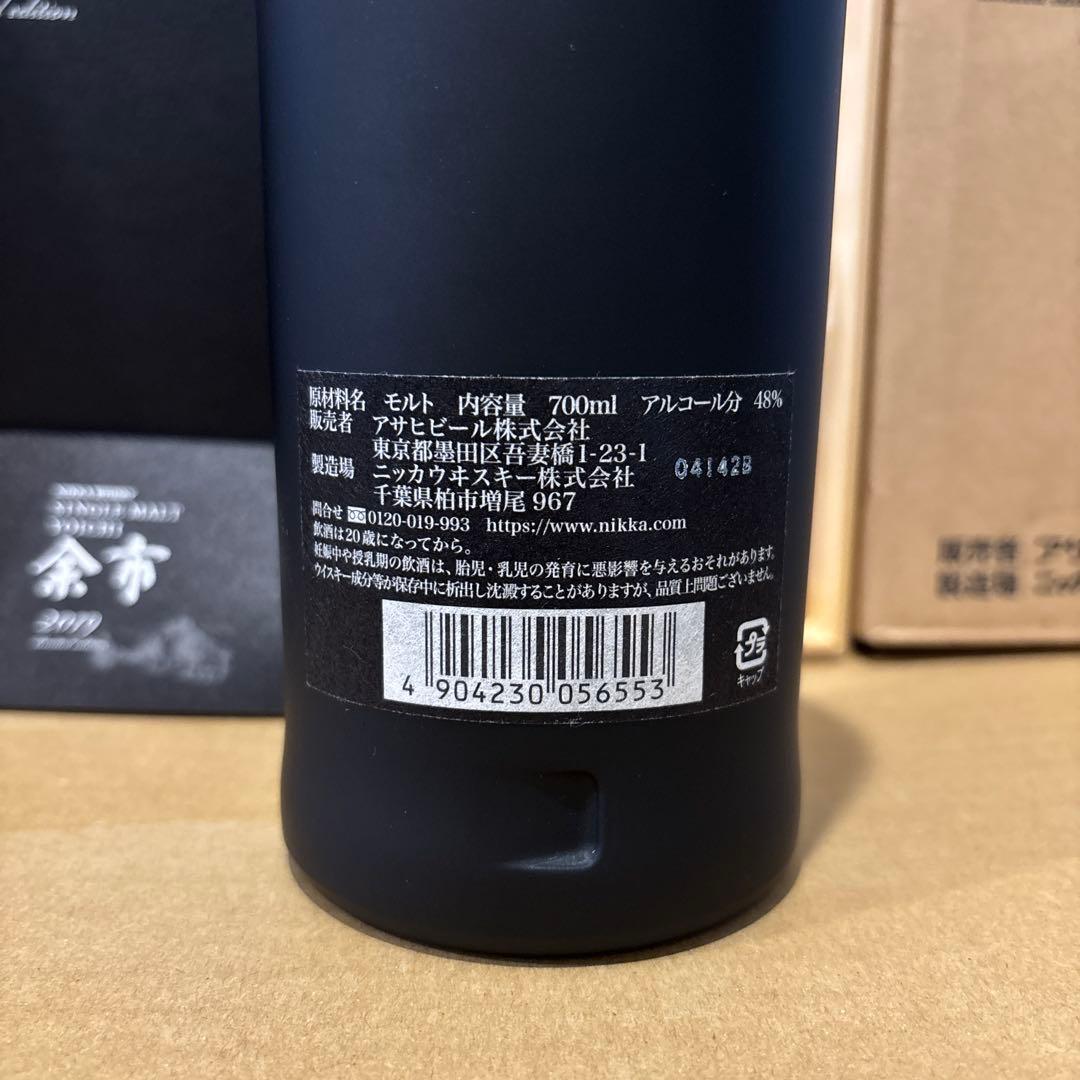 edition
原材料名 モルト 内容量 700ml アルコール分 48%
販売者 アサヒビール株式会社
東京都墨田区吾妻橋1-23-1
製造場 ニッカウヰスキー株式会社
千葉県柏市増尾967
04142B
問合せ 0120-019-993 https://www.nikka.com
飲酒は20歳になってから。
妊娠中や授乳期の飲酒は、胎児・乳児の発育に悪影響を与えるおそれがあります。
ウイスキー成分等が保存中に析出し沈澱することがありますが、品質上問題ございません。
4 904230 056553
プラ
キャップ
SINGLE MALT
YOICHI
余市
2019
販売者 アサ
製造場 ニッ